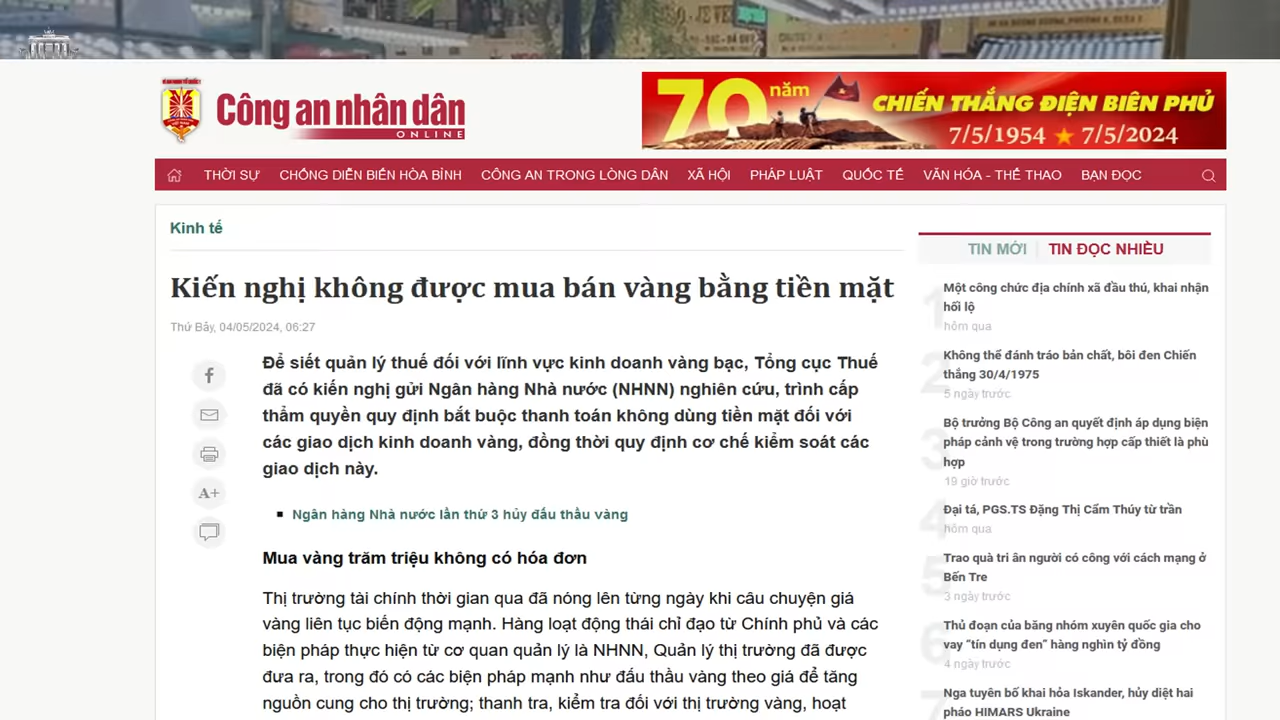 Công an nhân dân
ONLINE
70 năm
CHIẾN THẮNG ĐIỆN BIÊN PHỦ
7/5/1954 ★ 7/5/2024
THỜI SỰ CHỐNG DIỄN BIẾN HÒA BÌNH CÔNG AN TRONG LÒNG DÂN XÃ HỘI PHÁP LUẬT QUỐC TẾ VĂN HÓA - THỂ THAO BẠN ĐỌC
Kinh tế
Kiến nghị không được mua bán vàng bằng tiền mặt
Thứ Bảy, 04/05/2024, 06:27
Để siết quản lý thuế đối với lĩnh vực kinh doanh vàng bạc, Tổng cục Thuế
đã có kiến nghị gửi Ngân hàng Nhà nước (NHNN) nghiên cứu, trình cấp
thẩm quyền quy định bắt buộc thanh toán không dùng tiền mặt đối với
các giao dịch kinh doanh vàng, đồng thời quy định cơ chế kiểm soát các
giao dịch này.
A+
Ngân hàng Nhà nước lần thứ 3 hủy đấu thầu vàng
Mua vàng trăm triệu không có hóa đơn
Thị trường tài chính thời gian qua đã nóng lên từng ngày khi câu chuyện giá
vàng liên tục biến động mạnh. Hàng loạt động thái chỉ đạo từ Chính phủ và các
biện pháp thực hiện từ cơ quan quản lý là NHNN, Quản lý thị trường đã được
đưa ra, trong đó có các biện pháp mạnh như đấu thầu vàng theo giá để tăng
nguồn cung cho thị trường; thanh tra, kiểm tra đối với thị trường vàng, hoạt
TIN MỚI TIN ĐỌC NHIỀU
1
Một công chức địa chính xã đầu thú, khai nhận
hối lộ
hôm qua
2
Không thể đánh tráo bản chất, bôi đen Chiến
thắng 30/4/1975
5 ngày trước
3
Bộ trưởng Bộ Công an quyết định áp dụng biện
pháp cảnh vệ trong trường hợp cấp thiết là phù
hợp
19 giờ trước
4
Đại tá, PGS.TS Đặng Thị Cẩm Thúy từ trần
hôm qua
5
Trao quà tri ân người có công với cách mạng ở
Bến Tre
3 ngày trước
6
Thủ đoạn của băng nhóm xuyên quốc gia cho
vay “tín dụng đen” hàng nghìn tỷ đồng
4 ngày trước
7
Nga tuyên bố khai hỏa Iskander, hủy diệt hai
pháo HIMARS Ukraine